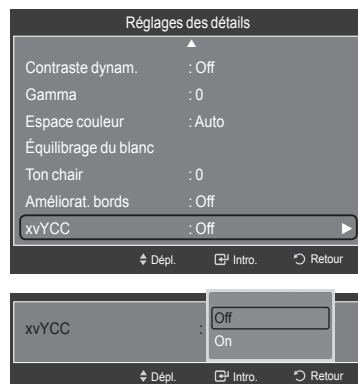 Réglages des détails
Contraste dynam. : Off
Gamma : 0
Espace couleur : Auto
Équilibrage du blanc
Ton chair : 0
Améliorat. bords : Off
xvYCC : Off
Dépl. Intro. Retour
xvYCC : Off
On
Dépl. Intro. Retour